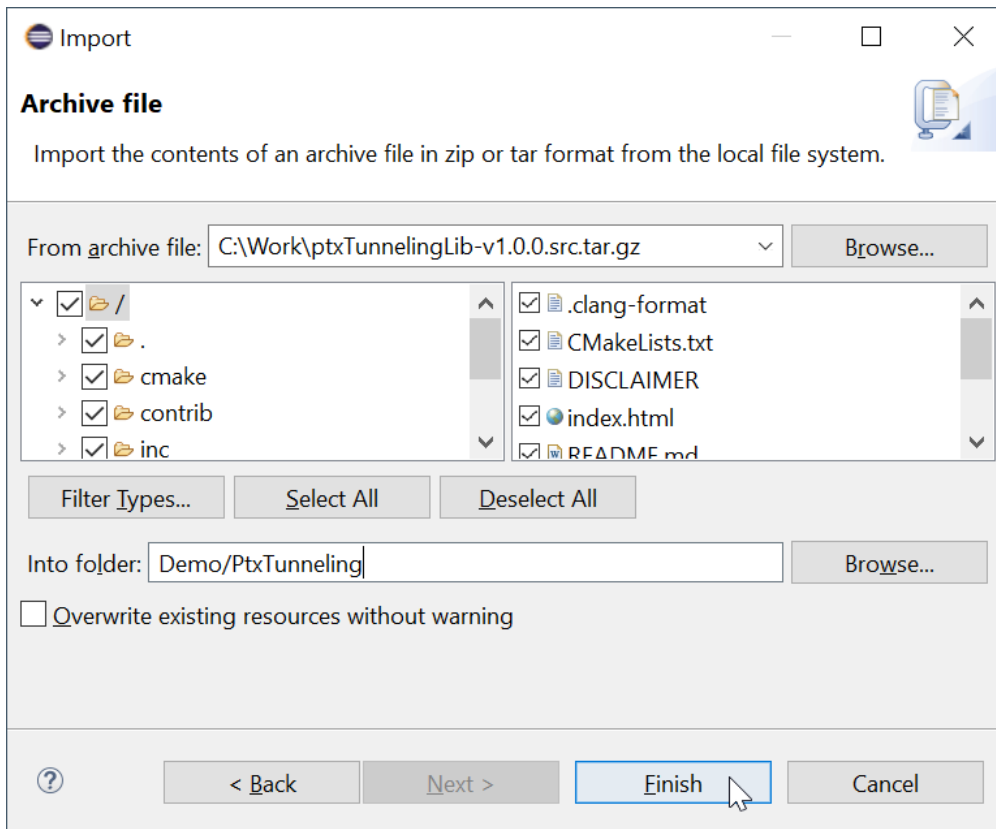 Import
Archive file
Import the contents of an archive file in zip or tar format from the local file system.
From archive file: C:\Work\ptxTunnelingLib-v1.0.0.src.tar.gz Browse...
/
.
cmake
contrib
inc
.clang-format
CMakeLists.txt
DISCLAIMER
index.html
README.md
Filter Types... Select All Deselect All
Into folder: Demo/PtxTunneling Browse...
Overwrite existing resources without warning
? < Back Next > Finish Cancel